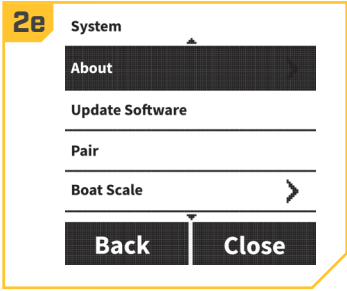 2e
System
About
Update Software
Pair
Boat Scale
Back Close